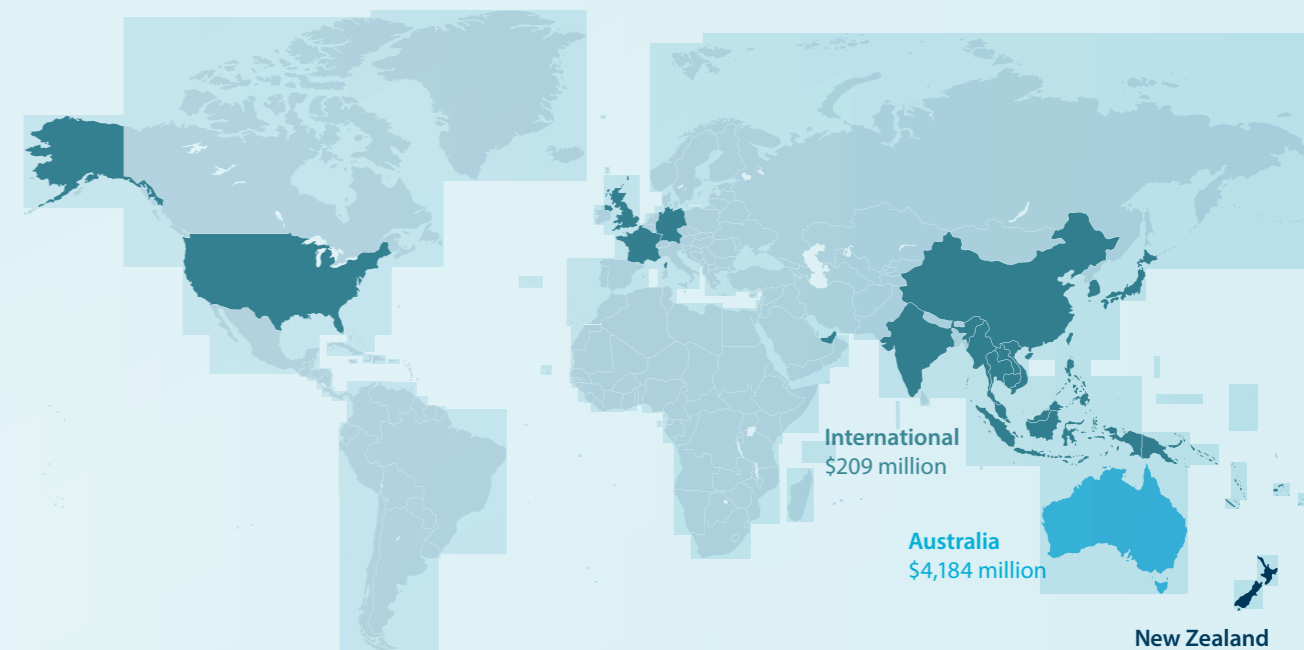 International
$209 million
Australia
$4,184 million
New Zealand